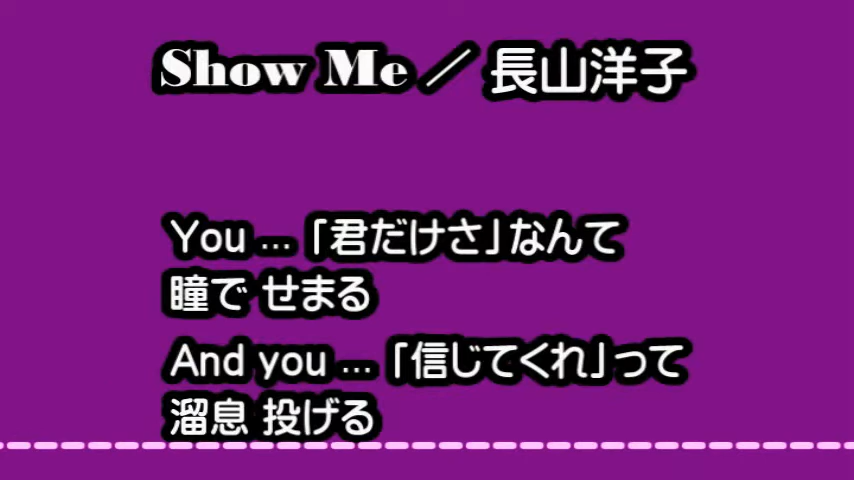 Show Me／長山洋子
You …「君だけさ」なんて
瞳で せまる
And you …「信じてくれ」って
溜息 投げる